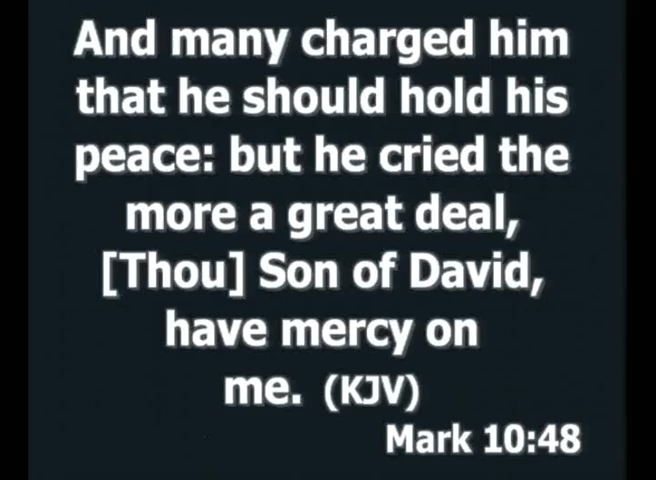 And many charged him
that he should hold his
peace: but he cried the
more a great deal,
[Thou] Son of David,
have mercy on
me. (KJV)
Mark 10:48